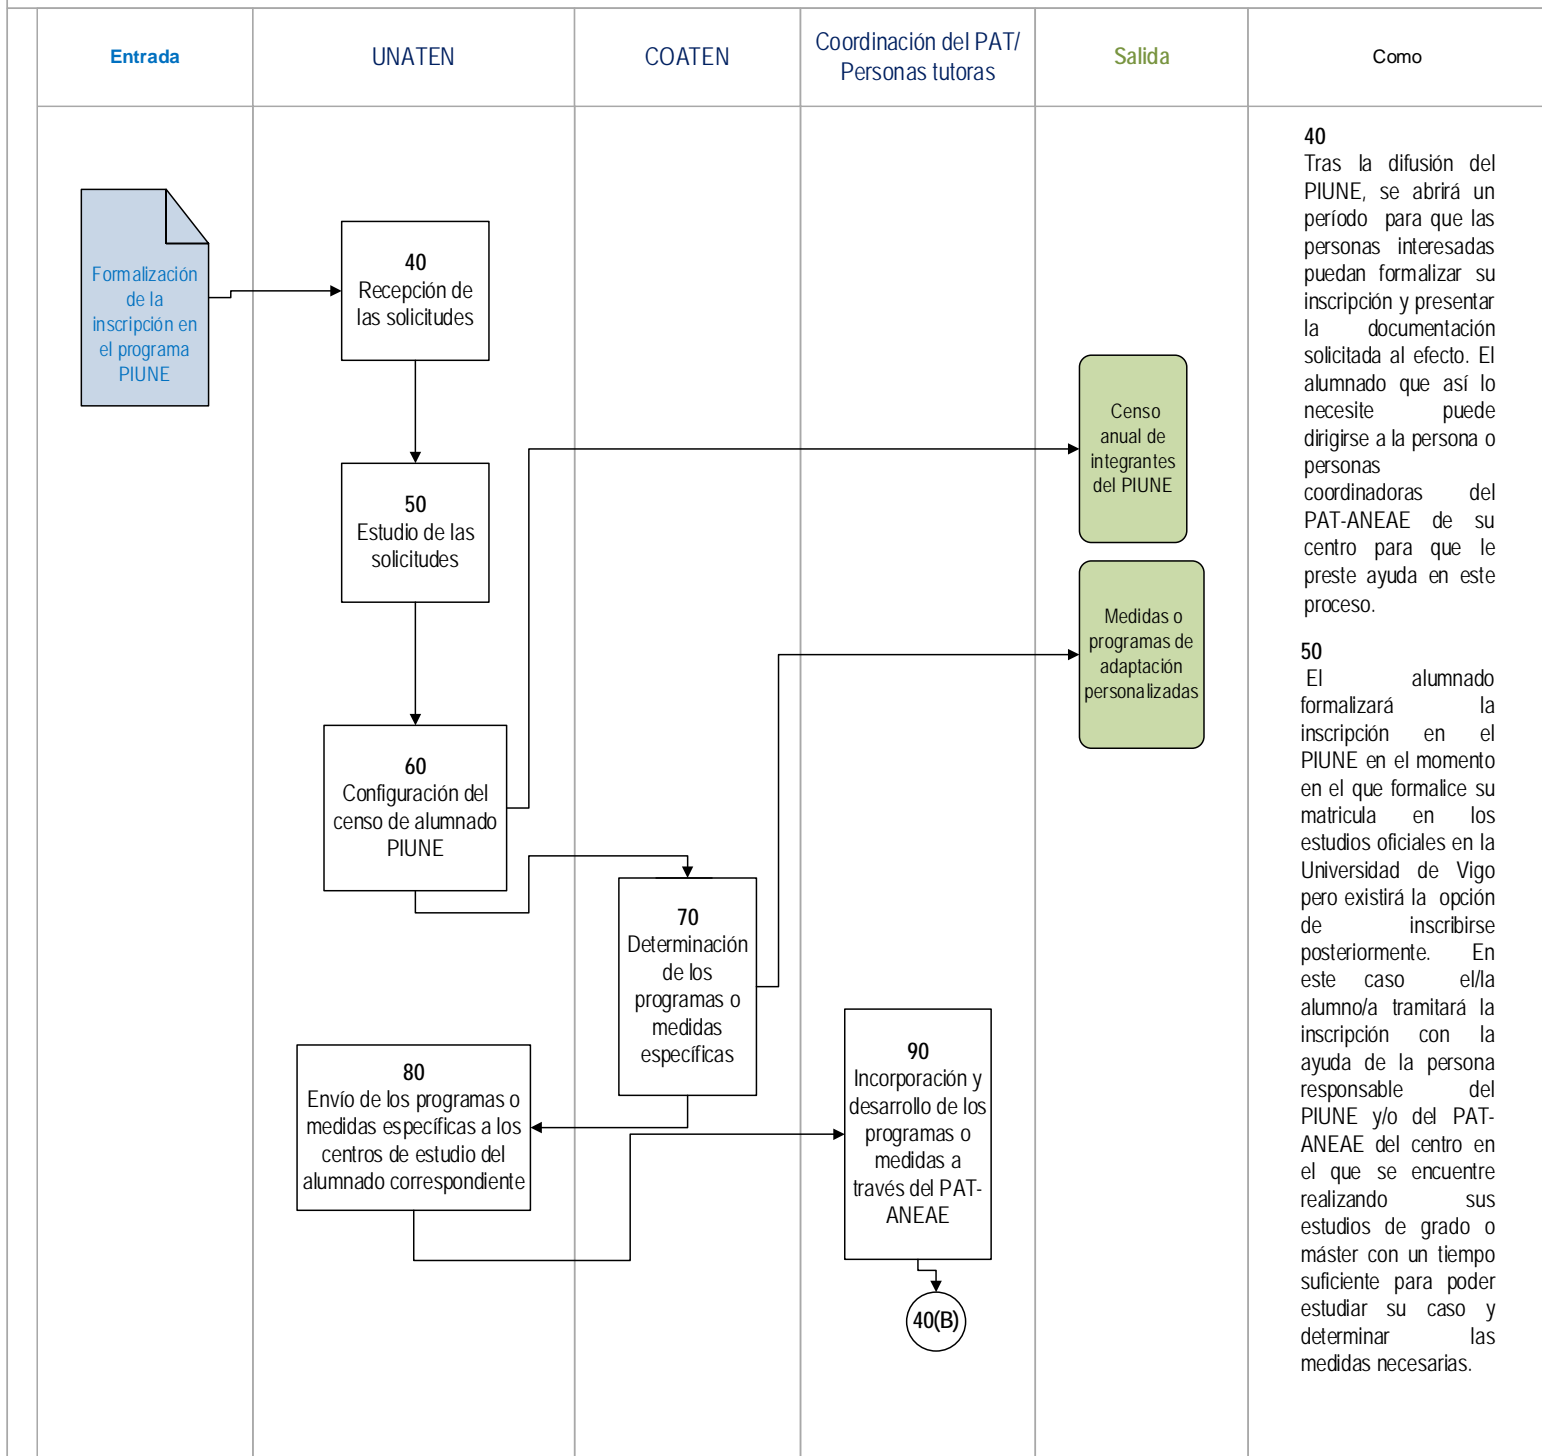 Entrada
UNATEN
COATEN
Coordinación del PAT/
Personas tutoras
Salida
Como
Formalización
de la
inscripción en
el programa
PIUNE
40
Recepción de
las solicitudes
50
Estudio de las
solicitudes
60
Configuración del
censo de alumnado
PIUNE
70
Determinación
de los
programas o
medidas
específicas
80
Envío de los programas o
medidas específicas a los
centros de estudio del
alumnado correspondiente
90
Incorporación y
desarrollo de los
programas o
medidas a
través del PAT-
ANEAE
40(B)
Censo
anual de
integrantes
del PIUNE
Medidas o
programas de
adaptación
personalizadas
40
Tras la difusión del
PIUNE, se abrirá un
período para que las
personas interesadas
puedan formalizar su
inscripción y presentar
la documentación
solicitada al efecto. El
alumnado que así lo
necesite puede
dirigirse a la persona o
personas
coordinadoras del
PAT-ANEAE de su
centro para que le
preste ayuda en este
proceso.
50
El alumnado
formalizará la
inscripción en el
PIUNE en el momento
en el que formalice su
matricula en los
estudios oficiales en la
Universidad de Vigo
pero existirá la opción
de inscribirse
posteriormente. En
este caso el/la
alumno/a tramitará la
inscripción con la
ayuda de la persona
responsable del
PIUNE y/o del PAT-
ANEAE del centro en
el que se encuentre
realizando sus
estudios de grado o
máster con un tiempo
suficiente para poder
estudiar su caso y
determinar las
medidas necesarias.